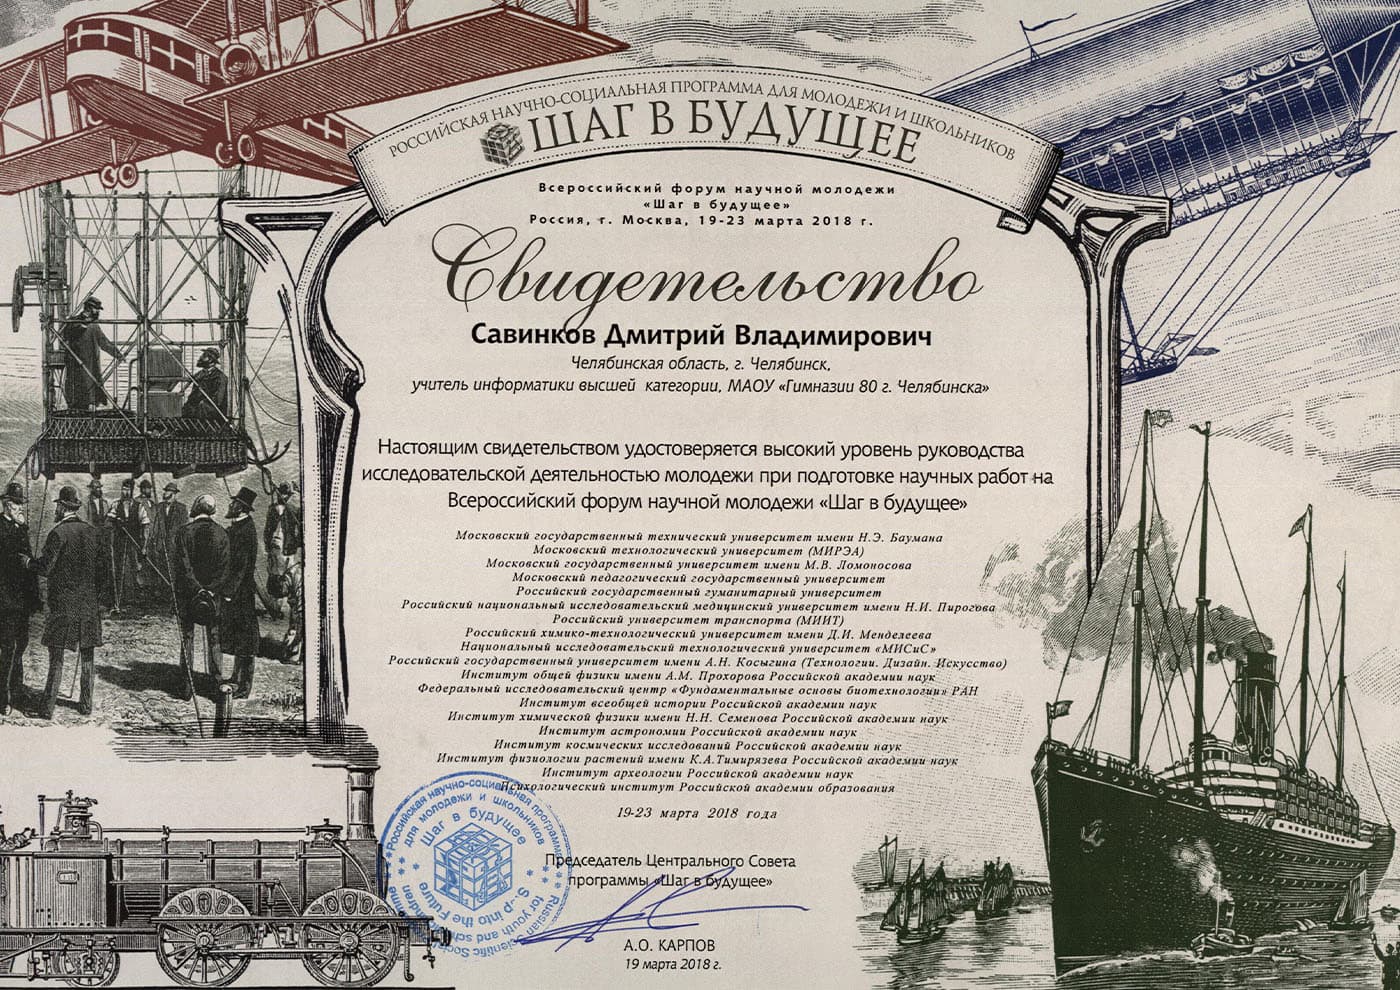 РОССИЙСКАЯ НАУЧНО-СОЦИАЛЬНАЯ ПРОГРАММА ДЛЯ МОЛОДЕЖИ И ШКОЛЬНИКОВ
ШАГ В БУДУЩЕЕ
Всероссийский форум научной молодежи
«Шаг в будущее»
Россия, г. Москва, 19-23 марта 2018 г.
Свидетельство
Савинков Дмитрий Владимирович
Челябинская область, г. Челябинск,
учитель информатики высшей категории, МАОУ «Гимназии 80 г. Челябинска»
Настоящим свидетельством удостоверяется высокий уровень руководства
исследовательской деятельностью молодежи при подготовке научных работ на
Всероссийский форум научной молодежи «Шаг в будущее»
Московский государственный технический университет имени Н.Э. Баумана
Московский технологический университет (МИРЭА)
Московский государственный университет имени М.В. Ломоносова
Московский педагогический государственный университет
Российский государственный гуманитарный университет
Российский национальный исследовательский медицинский университет имени Н.И. Пирогова
Российский университет транспорта (МИИТ)
Российский химико-технологический университет имени Д.И. Менделеева
Национальный исследовательский технологический университет «МИСиС»
Российский государственный университет имени А.Н. Косыгина (Технологии. Дизайн. Искусство)
Институт общей физики имени А.М. Прохорова Российской академии наук
Федеральный исследовательский центр «Фундаментальные основы биотехнологии» РАН
Институт всеобщей истории Российской академии наук
Институт химической физики имени Н.Н. Семенова Российской академии наук
Институт астрономии Российской академии наук
Институт космических исследований Российской академии наук
Институт физиологии растений имени К.А.Тимирязева Российской академии наук
Институт археологии Российской академии наук
Психологический институт Российской академии образования
19-23 марта 2018 года
Российская научно-социальная программа
для молодежи и школьников
Шаг в будущее
into the Future
Russian Scientific
for youth and
Председатель Центрального Совета
программы «Шаг в будущее»
А.О. КАРПОВ
19 марта 2018 г.